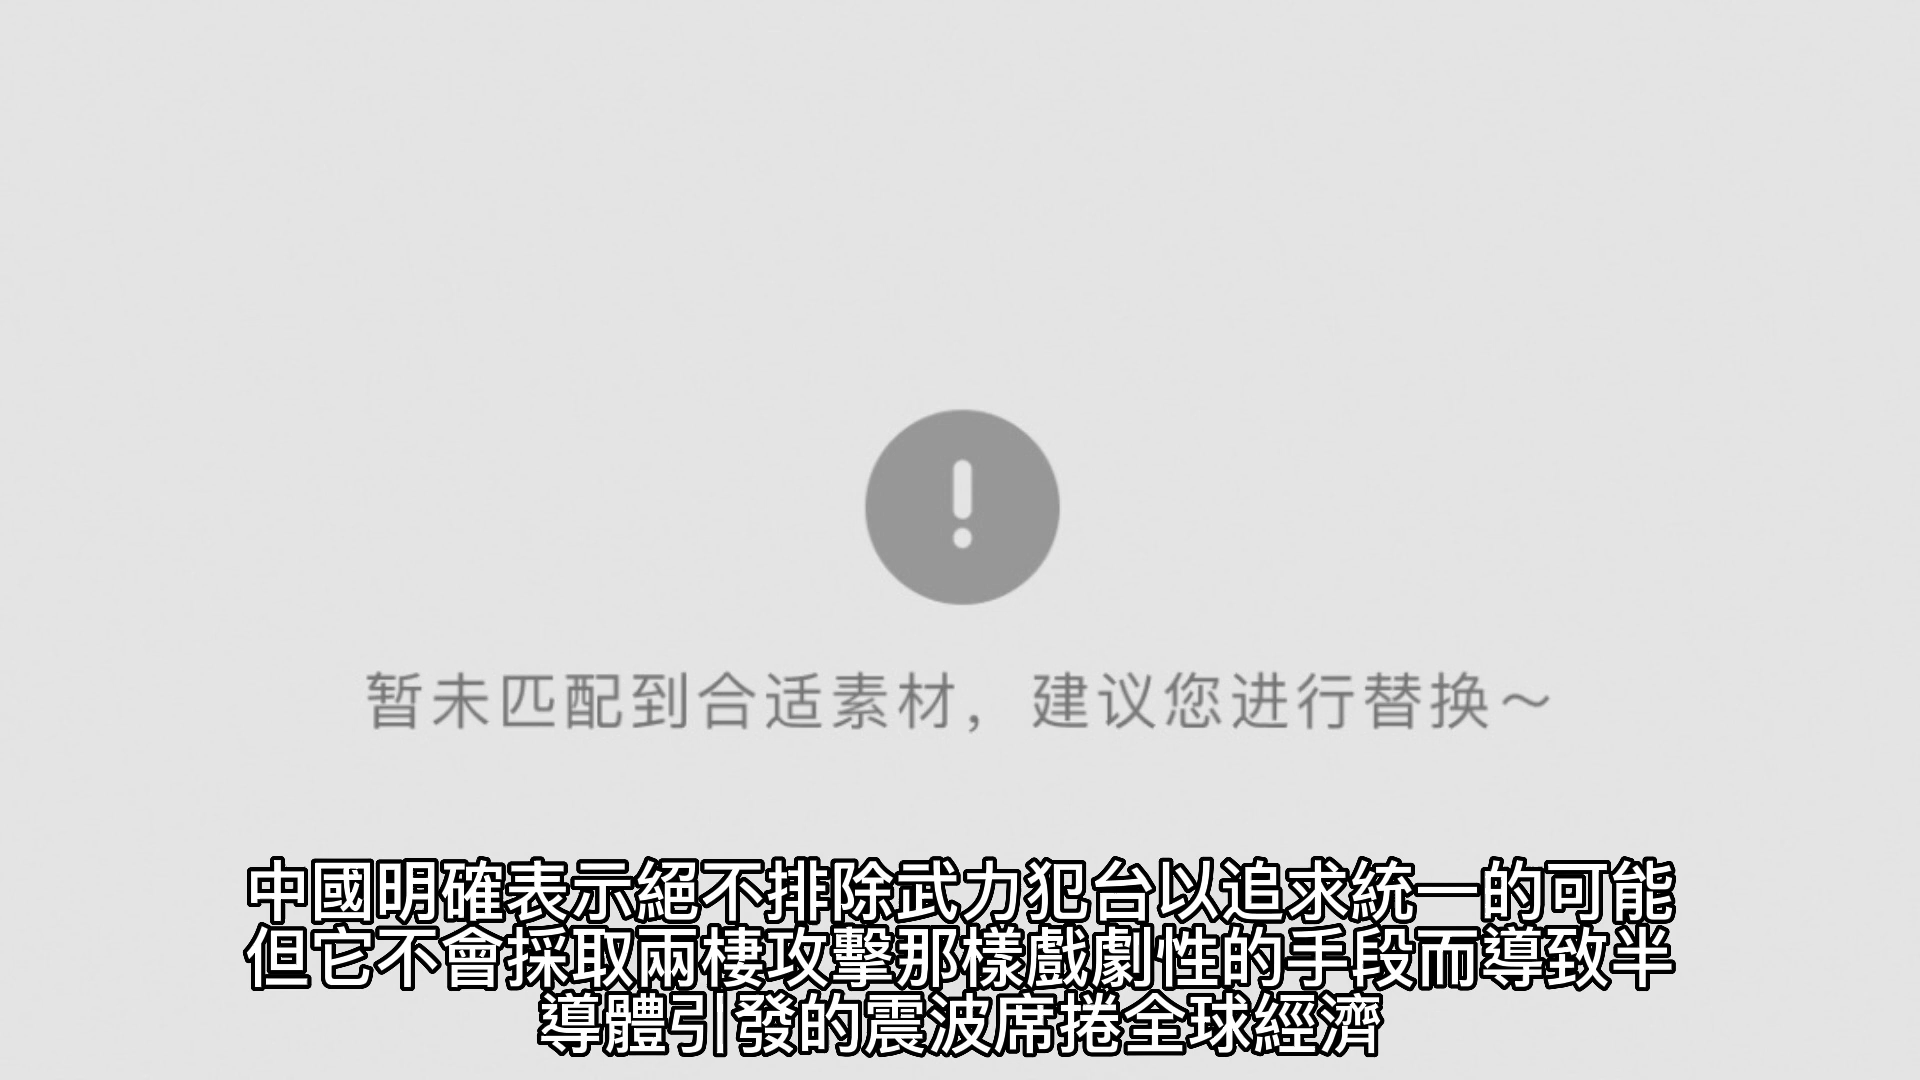 暂未匹配到合适素材，建议您进行替换～
中國明確表示絕不排除武力犯台以追求統一的可能
但它不會採取兩棲攻擊那樣戲劇性的手段而導致半
導體引發的震波席捲全球經濟